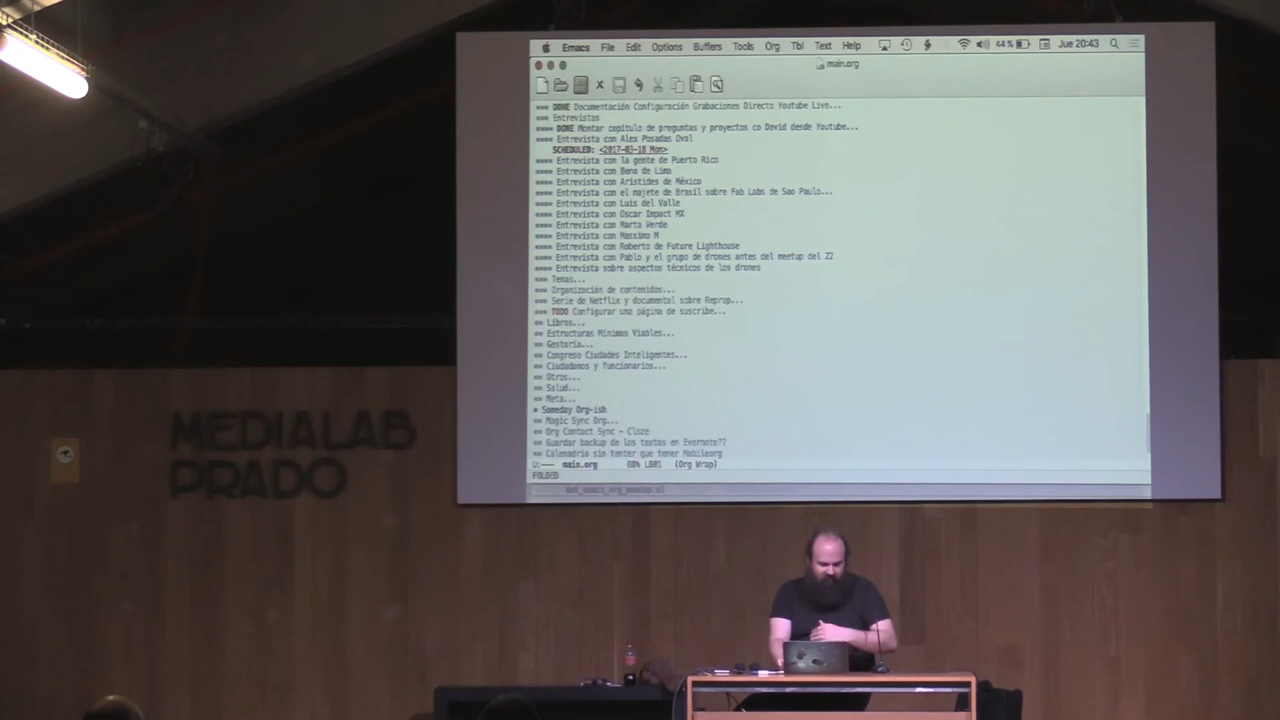 Emacs File Edit Options Buffers Tools Org Tbl Text Help 44% Jue 20:43
main.org
*** DONE Documentación Configuración Grabaciones Directo Youtube Live...
*** Entrevistas
**** DONE Montar capítulo de preguntas y proyectos co David desde Youtube...
**** Entrevista con Alex Posadas Oval
SCHEDULED: <2017-03-10 Mon>
**** Entrevista con la gente de Puerto Rico
**** Entrevista con Beno de Lima
**** Entrevista con Arístides de México
**** Entrevista con el majete de Brasil sobre Fab Labs de Sao Paulo...
**** Entrevista con Luis del Valle
**** Entrevista con Oscar Impact MX
**** Entrevista con Marta Verde
**** Entrevista con Massimo M
**** Entrevista con Roberto de Future Lighthouse
**** Entrevista con Pablo y el grupo de drones antes del meetup del 22
**** Entrevista sobre aspectos técnicos de los drones
*** Temas...
*** Organización de contenidos...
*** Serie de Netflix y documental sobre Reprap...
*** TODO Configurar una página de suscribe...
** Libros...
** Estructuras Mínimas Viables...
** Gestoría...
** Congreso Ciudades Inteligentes...
** Ciudadanos y funcionarios...
** Otros...
** Salud...
** Meta...
* Someday Org-ish
** Magic Sync Org...
** Org Contact Sync - Cloze
** Guardar backup de los textos en Evernote??
** Calenadrio sin tenter que tener Mobileorg
U:--- main.org 88% L801 (Org Wrap)
FOLDED
MEDIALAB
PRADO